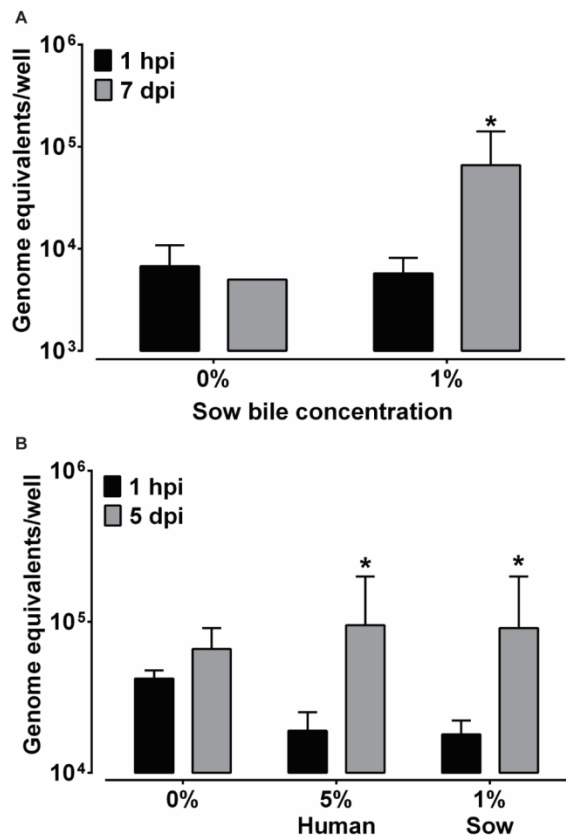 A
Genome equivalents/well
10⁶
10⁵
10⁴
10³
1 hpi
7 dpi
*
0% 1%
Sow bile concentration
B
Genome equivalents/well
10⁶
10⁵
10⁴
1 hpi
5 dpi
* *
0% 5% 1%
Human Sow